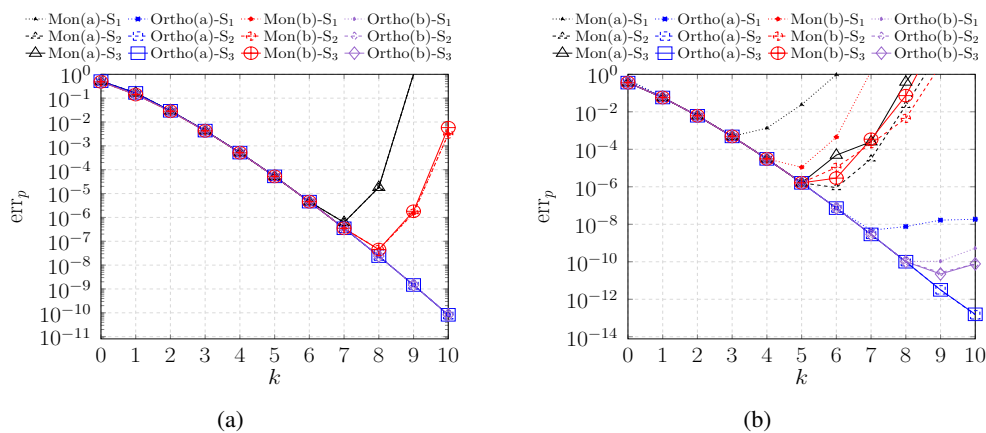 Mon(a)-S₁ Ortho(a)-S₁ Mon(b)-S₁ Ortho(b)-S₁
Mon(a)-S₂ Ortho(a)-S₂ Mon(b)-S₂ Ortho(b)-S₂
Mon(a)-S₃ Ortho(a)-S₃ Mon(b)-S₃ Ortho(b)-S₃
10⁰
10⁻¹
10⁻²
10⁻³
10⁻⁴
10⁻⁵
10⁻⁶
10⁻⁷
10⁻⁸
10⁻⁹
10⁻¹⁰
10⁻¹¹
errₚ
0 1 2 3 4 5 6 7 8 9 10
k
(a)
Mon(a)-S₁ Ortho(a)-S₁ Mon(b)-S₁ Ortho(b)-S₁
Mon(a)-S₂ Ortho(a)-S₂ Mon(b)-S₂ Ortho(b)-S₂
Mon(a)-S₃ Ortho(a)-S₃ Mon(b)-S₃ Ortho(b)-S₃
10⁰
10⁻²
10⁻⁴
10⁻⁶
10⁻⁸
10⁻¹⁰
10⁻¹²
10⁻¹⁴
errₚ
0 1 2 3 4 5 6 7 8 9 10
k
(b)